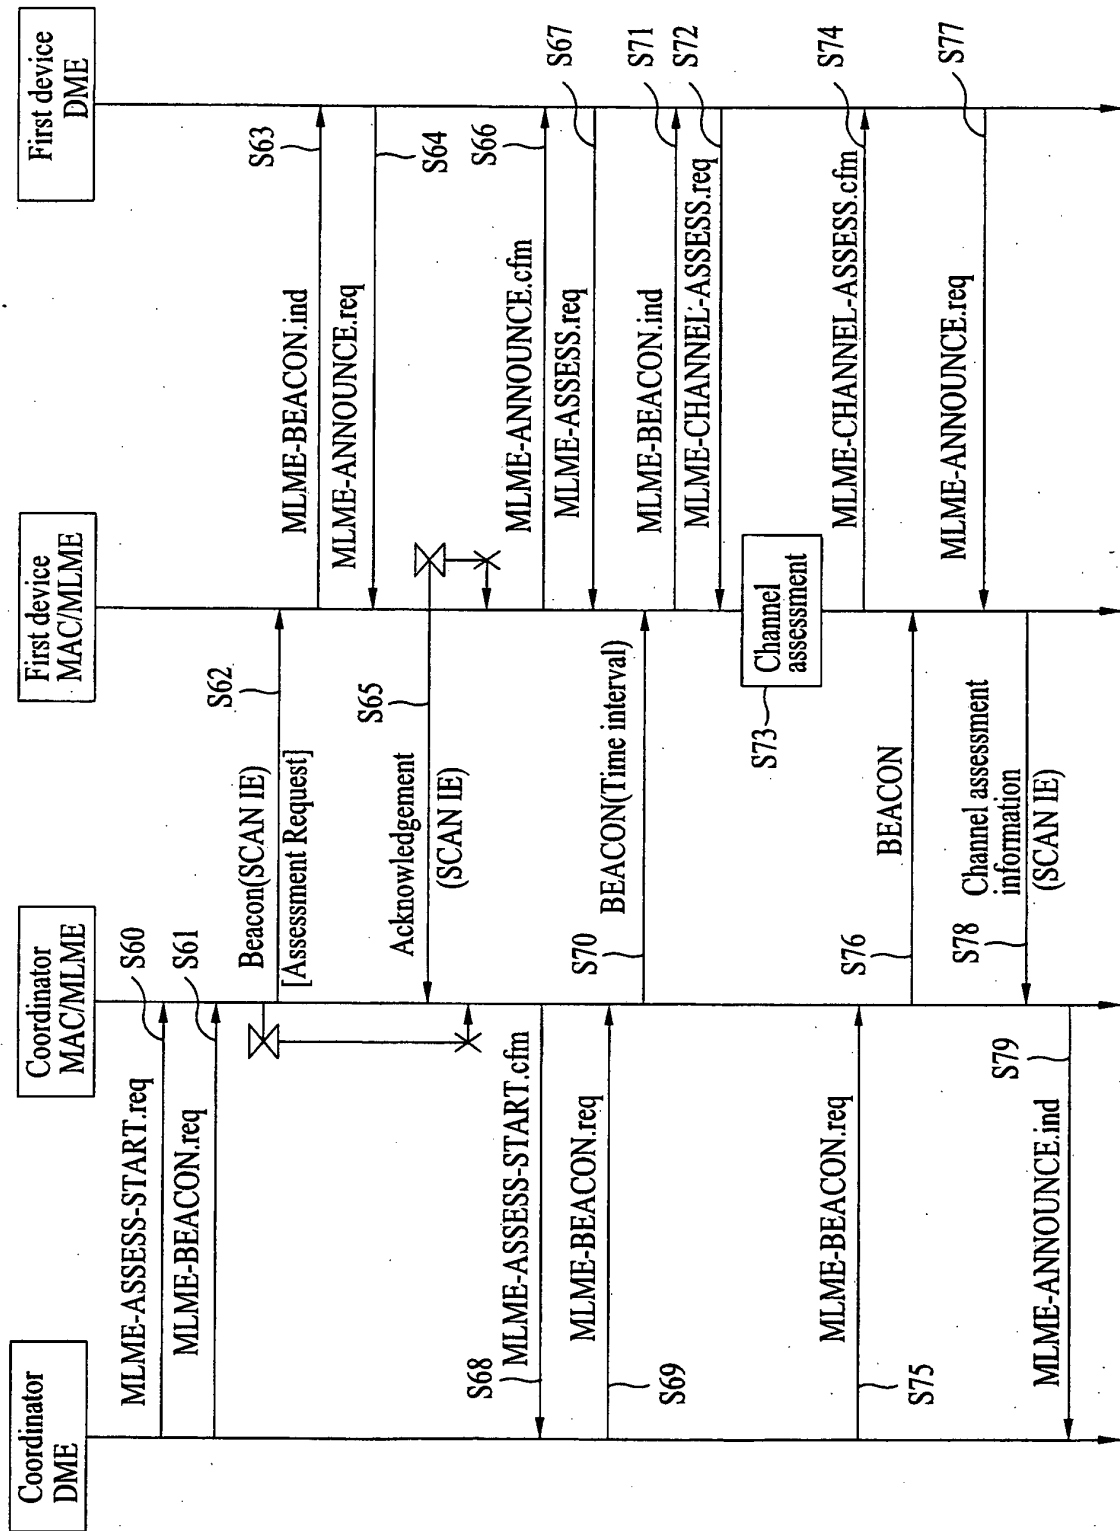 Coordinator
DME
Coordinator
MAC/MLME
First device
MAC/MLME
First device
DME
MLME-ASSESS-START.req
S60
MLME-BEACON.req
S61
Beacon(SCAN IE)
[Assessment Request]
S62
MLME-BEACON.ind
S63
MLME-ANNOUNCE.req
S64
Acknowledgement
(SCAN IE)
S65
MLME-ANNOUNCE.cfm
S66
MLME-ASSESS.req
S67
S68
MLME-ASSESS-START.cfm
MLME-BEACON.req
S69
S70
BEACON(Time interval)
MLME-BEACON.ind
S71
MLME-CHANNEL-ASSESS.req
S72
S73
Channel
assessment
MLME-CHANNEL-ASSESS.cfm
S74
MLME-BEACON.req
S75
BEACON
S76
MLME-ANNOUNCE.req
S77
Channel assessment
information
(SCAN IE)
S78
MLME-ANNOUNCE.ind
S79